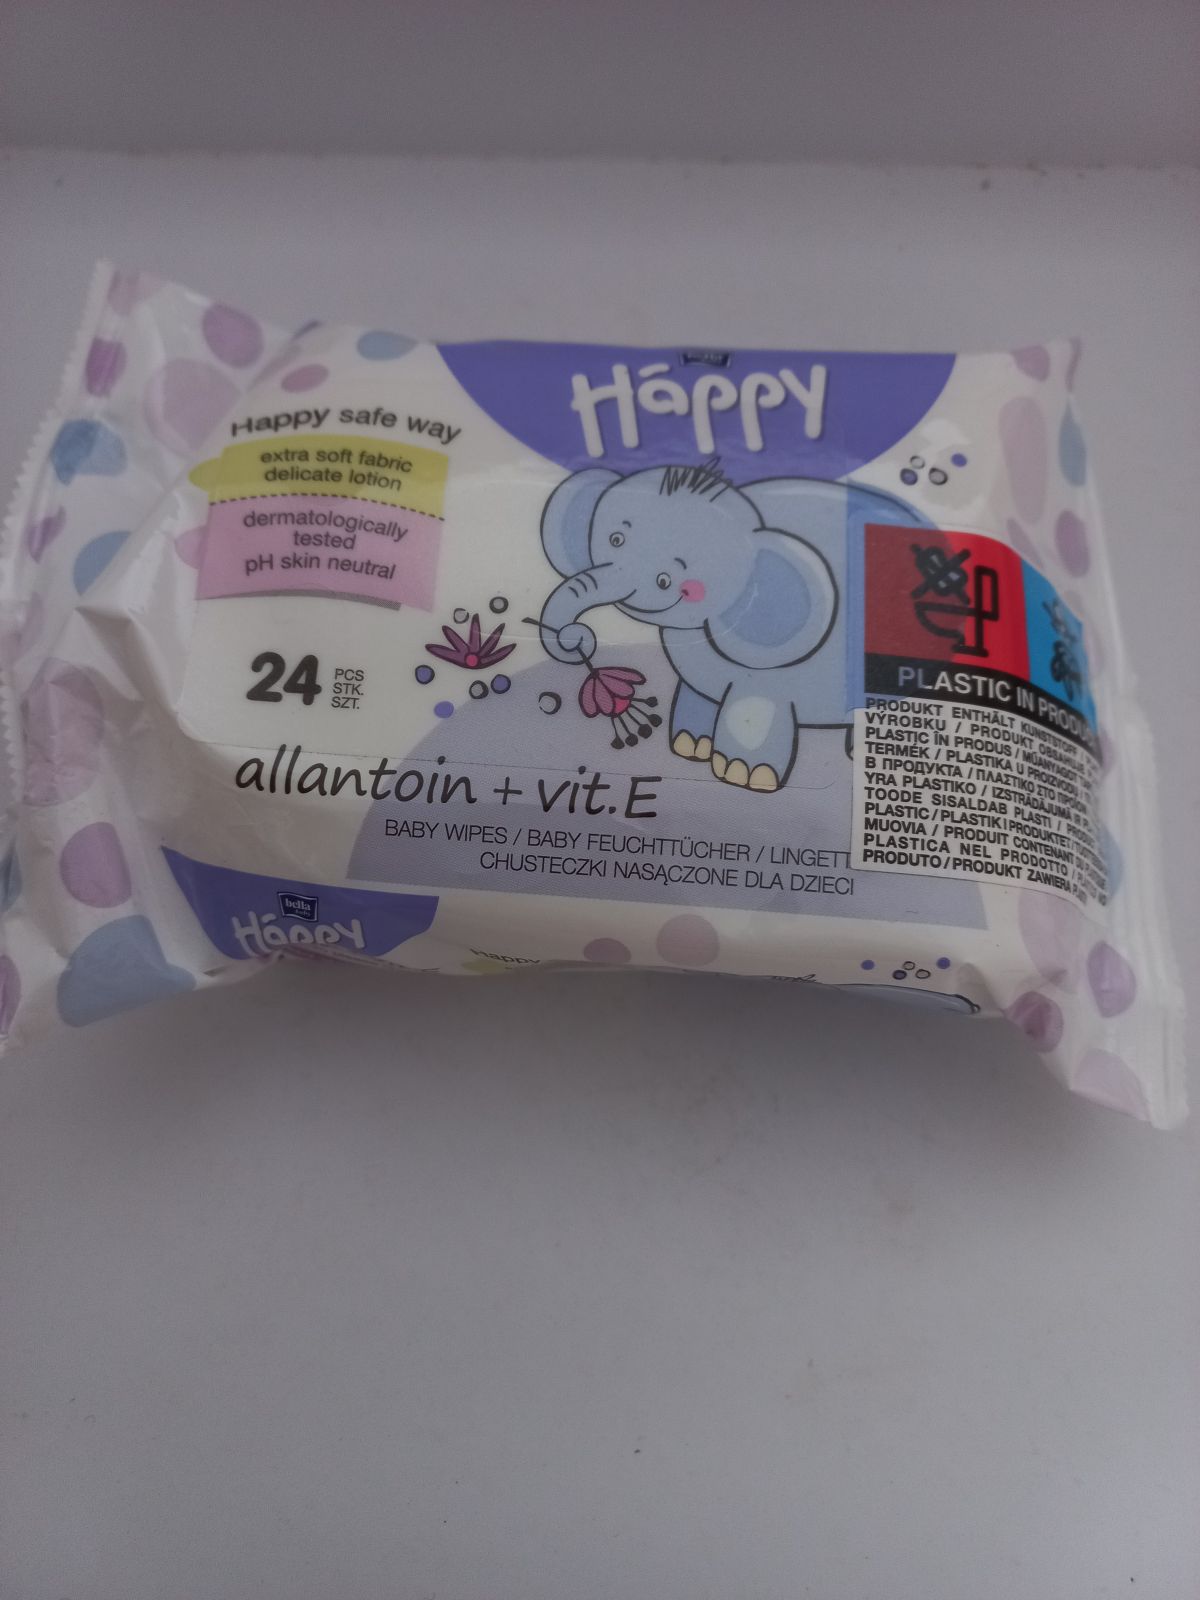 Háppy
Happy safe way
extra soft fabric
delicate lotion
dermatologically
tested
pH skin neutral
24 PCS
STK.
SZT.
allantoin + vit.E
BABY WIPES / BABY FEUCHTTÜCHER / LINGETT
CHUSTECZKI NASĄCZONE DLA DZIECI
PLASTIC IN PRODU
PRODUKT ENTHÄLT KUNSTSTOFF
VÝROBKU / PRODUKT OBSAHUJE
PLASTIC ÎN PRODUS / MŰANYAGOT
TERMÉK / PLASTIKA U PROIZVODU
В ПРОДУКТА / ΠΛΑΣΤΙΚΟ ΣΤΟ ΠΡΟΪΟΝ
YRA PLASTIKO / IZSTRĀDĀJUMĀ IR
TOODE SISALDAB PLASTI /
PLASTIC / PLASTIK I PRODUKTET /
MUOVIA / PRODUIT CONTENANT DU
PLASTICA NEL PRODOTTO /
PRODUTO / PRODUKT ZAWIERA
bella
Háppy
Happy